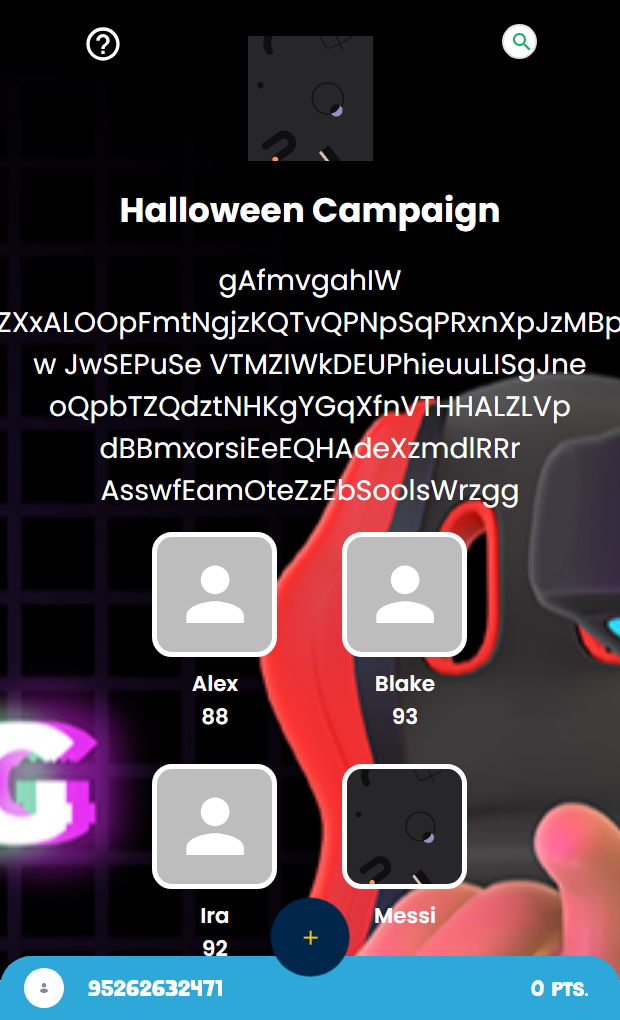 Halloween Campaign
gAfmvgahIW
ZXxALOOpFmtNgjzKQTvQPNpSqPRxnXpJzMBp
w JwSEPuSe VTMZIWkDEUPhieuuLISgJne
oQpbTZQdztNHKgYGqXfnVTHHALZLVp
dBBmxorsiEeEQHAdeXzmdlRRr
AsswfEamOteZzEbSoolsWrzgg
Alex
88
Blake
93
Ira
92
Messi
G
+
95262632471
0 PTS.